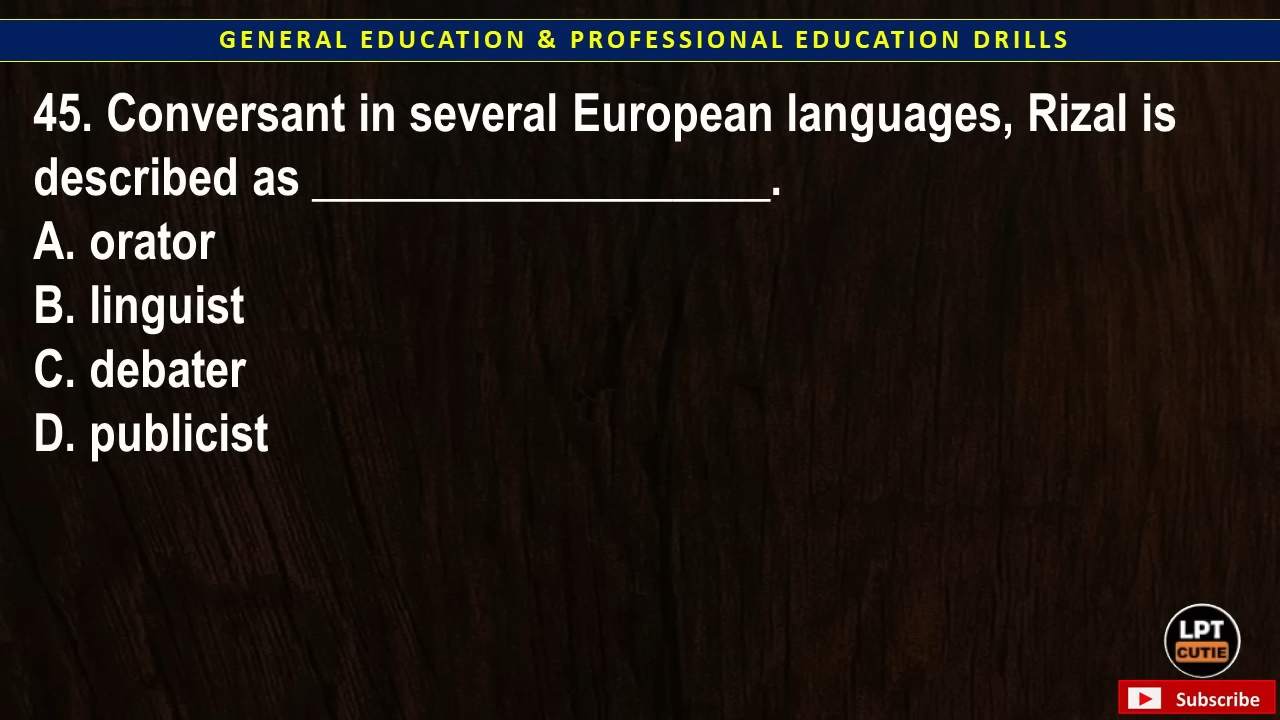 GENERAL EDUCATION & PROFESSIONAL EDUCATION DRILLS
45. Conversant in several European languages, Rizal is
described as __________________.
A. orator
B. linguist
C. debater
D. publicist
LPT
CUTIE
Subscribe